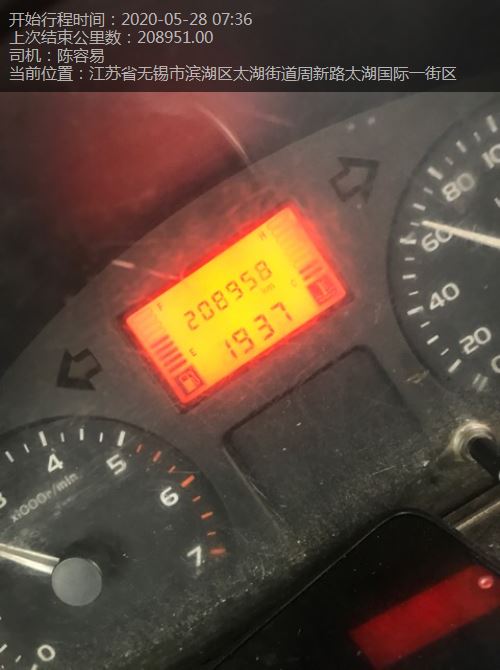 开始行程时间：2020-05-28 07:36
上次结束公里数：208951.00
司机：陈容易
当前位置：江苏省无锡市滨湖区太湖街道周新路太湖国际一街区
80
60
40
20
0
F
H
208958
km
C
E
1937
3
4
5
6
7
x1000r/min
0